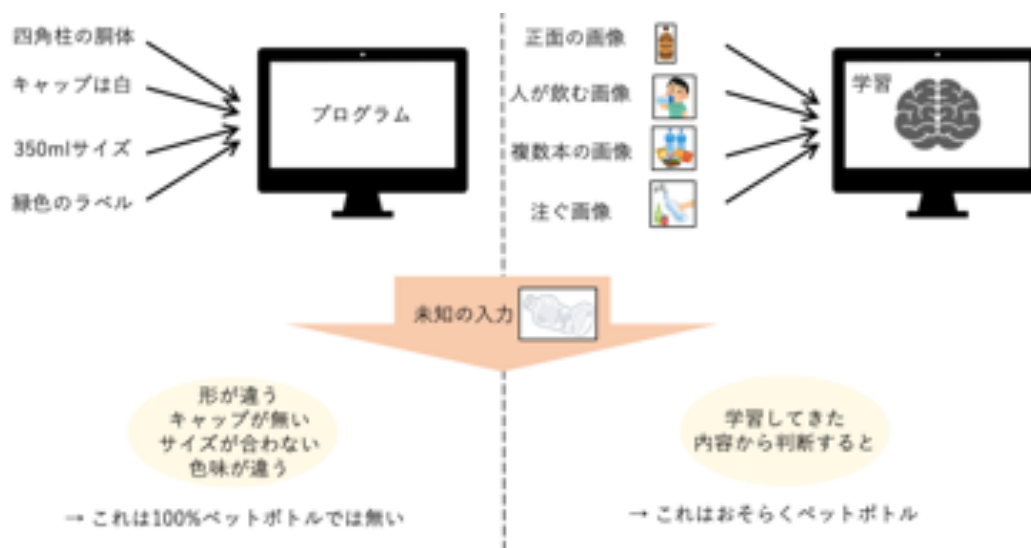 四角柱の胴体
キャップは白
350mlサイズ
緑色のラベル
プログラム
正面の画像
人が飲む画像
複数本の画像
注ぐ画像
学習
未知の入力
形が違う
キャップが無い
サイズが合わない
色味が違う
→ これは100%ペットボトルでは無い
学習してきた
内容から判断すると
→ これはおそらくペットボトル